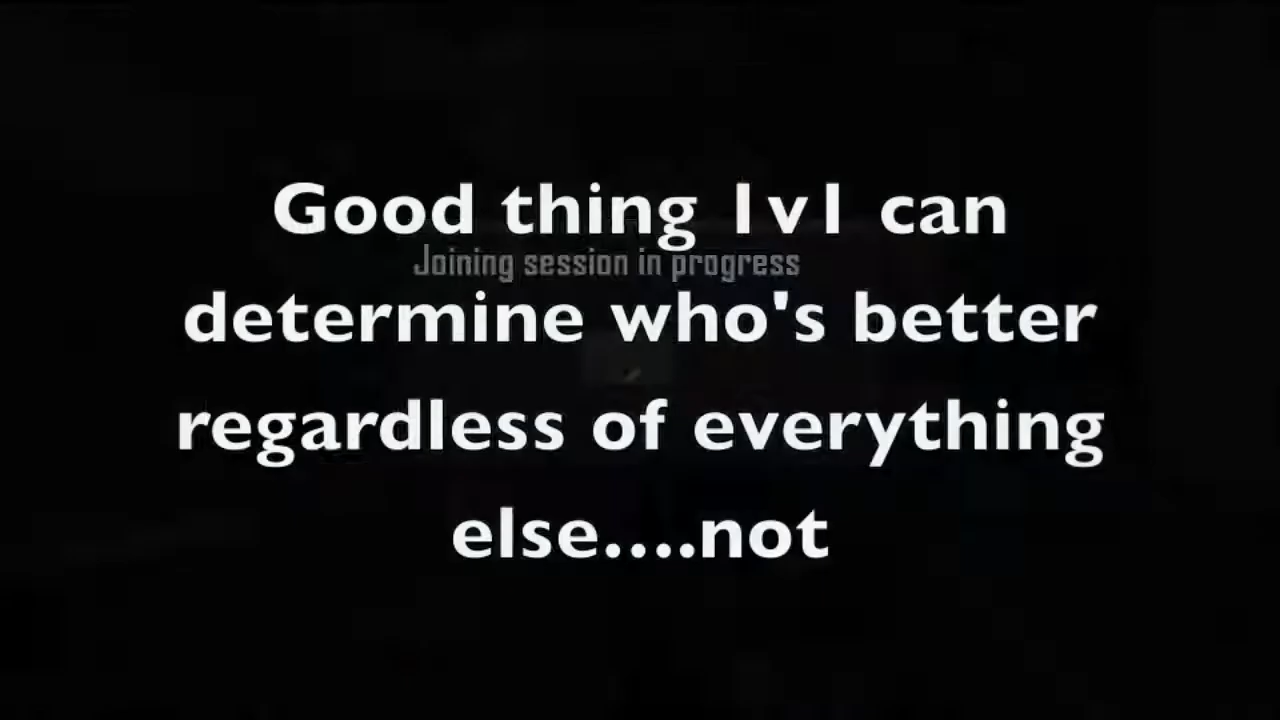 Good thing 1v1 can
Joining session in progress
determine who's better
regardless of everything
else....not